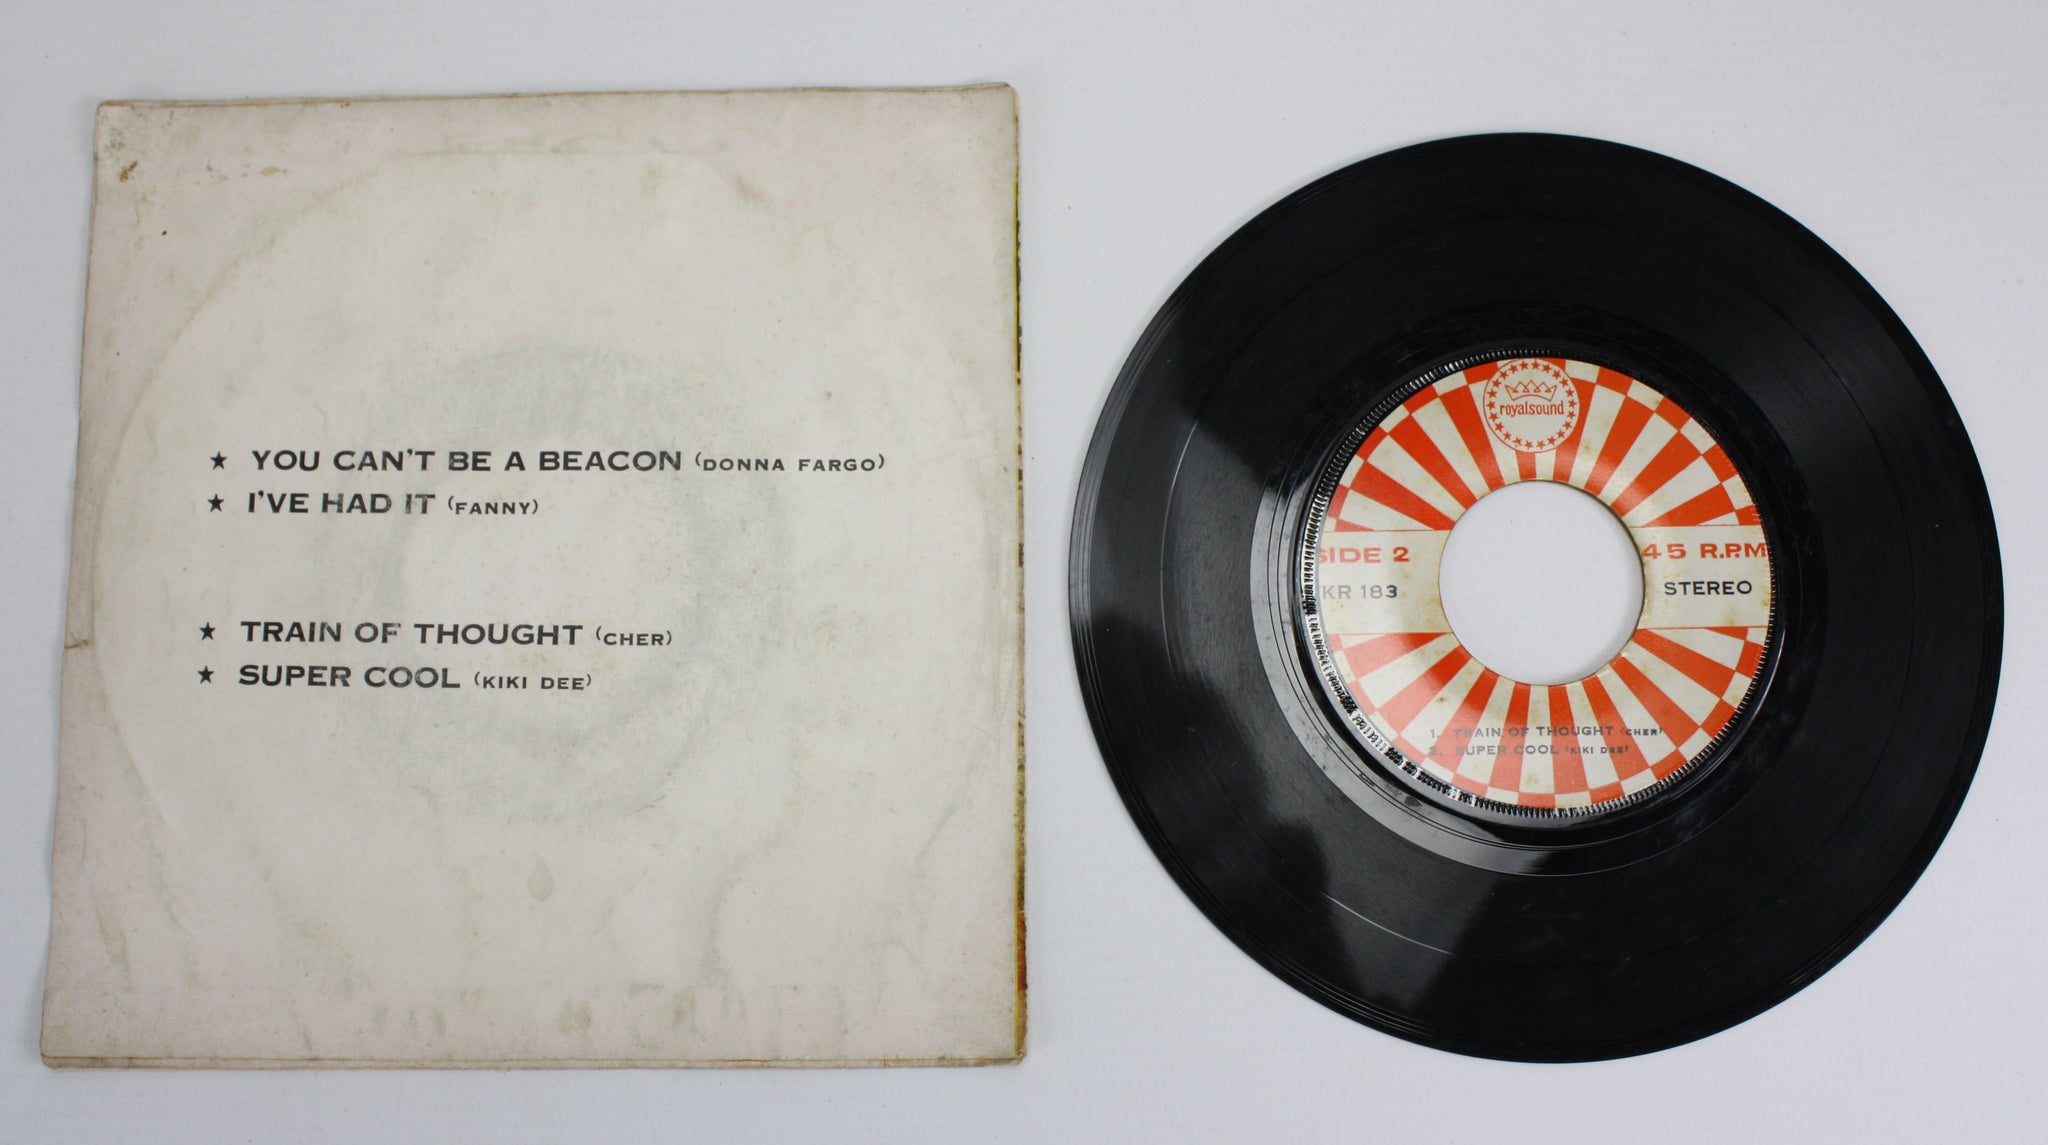 ★ YOU CAN'T BE A BEACON (DONNA FARGO)
★ I'VE HAD IT (FANNY)
★ TRAIN OF THOUGHT (CHER)
★ SUPER COOL (KIKI DEE)
royalsound
SIDE 2
KR 183
45 R.P.M
STEREO
1. TRAIN OF THOUGHT (CHER)
2. SUPER COOL (KIKI DEE)